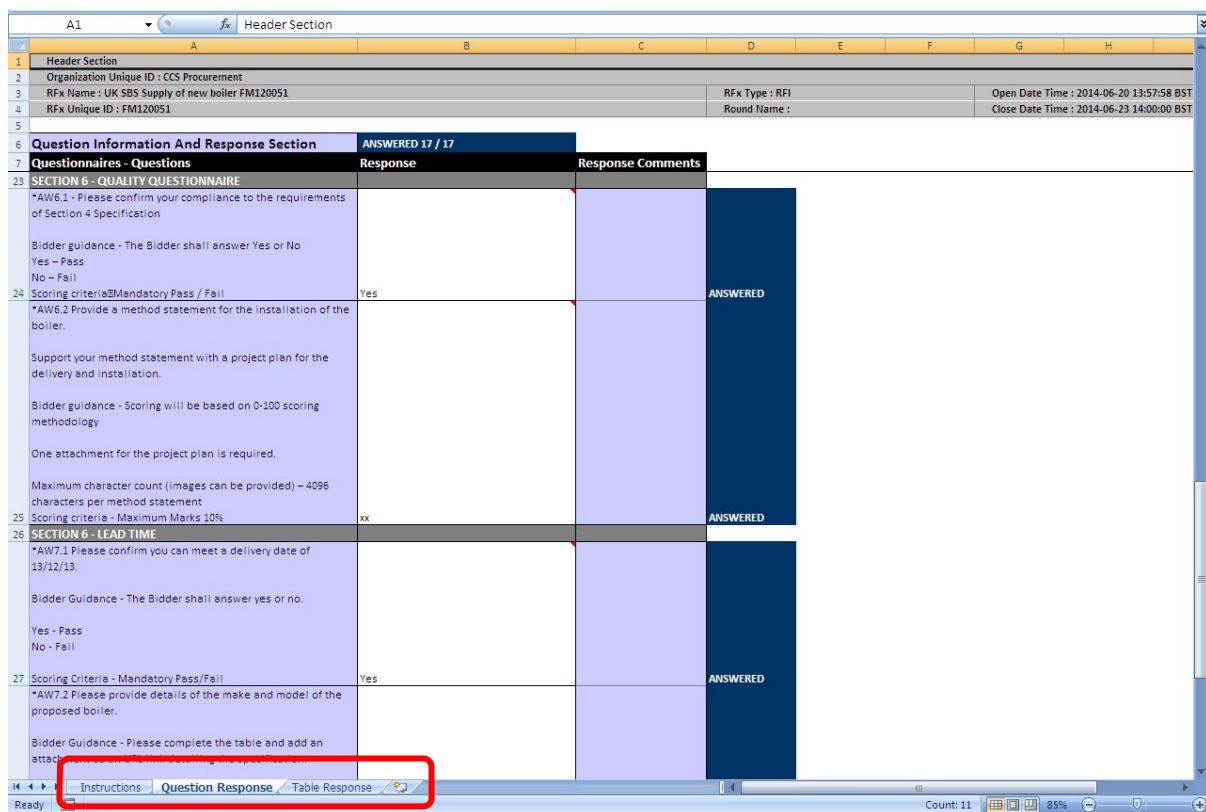 A1 fx Header Section
A B C D E F G H
1 Header Section
2 Organization Unique ID : CCS Procurement
3 RFx Name : UK SBS Supply of new boiler FM120051 RFx Type : RFI Open Date Time : 2014-06-20 13:57:58 BST
4 RFx Unique ID : FM120051 Round Name : Close Date Time : 2014-06-23 14:00:00 BST
5
6 Question Information And Response Section ANSWERED 17 / 17
7 Questionnaires - Questions Response Response Comments
23 SECTION 6 - QUALITY QUESTIONNAIRE
*AW6.1 - Please confirm your compliance to the requirements
of Section 4 Specification
Bidder guidance - The Bidder shall answer Yes or No
Yes – Pass
No – Fail
24 Scoring criteria Mandatory Pass / Fail Yes ANSWERED
*AW6.2 Provide a method statement for the installation of the
boiler.
Support your method statement with a project plan for the
delivery and installation.
Bidder guidance - Scoring will be based on 0-100 scoring
methodology
One attachment for the project plan is required.
Maximum character count (images can be provided) – 4096
characters per method statement
25 Scoring criteria - Maximum Marks 10% xx ANSWERED
26 SECTION 6 - LEAD TIME
*AW7.1 Please confirm you can meet a delivery date of
13/12/13.
Bidder Guidance - The Bidder shall answer yes or no.
Yes - Pass
No - Fail
27 Scoring Criteria - Mandatory Pass/Fail Yes ANSWERED
*AW7.2 Please provide details of the make and model of the
proposed boiler.
Bidder Guidance - Please complete the table and add an
Instructions Question Response Table Response
Ready Count: 11 85%